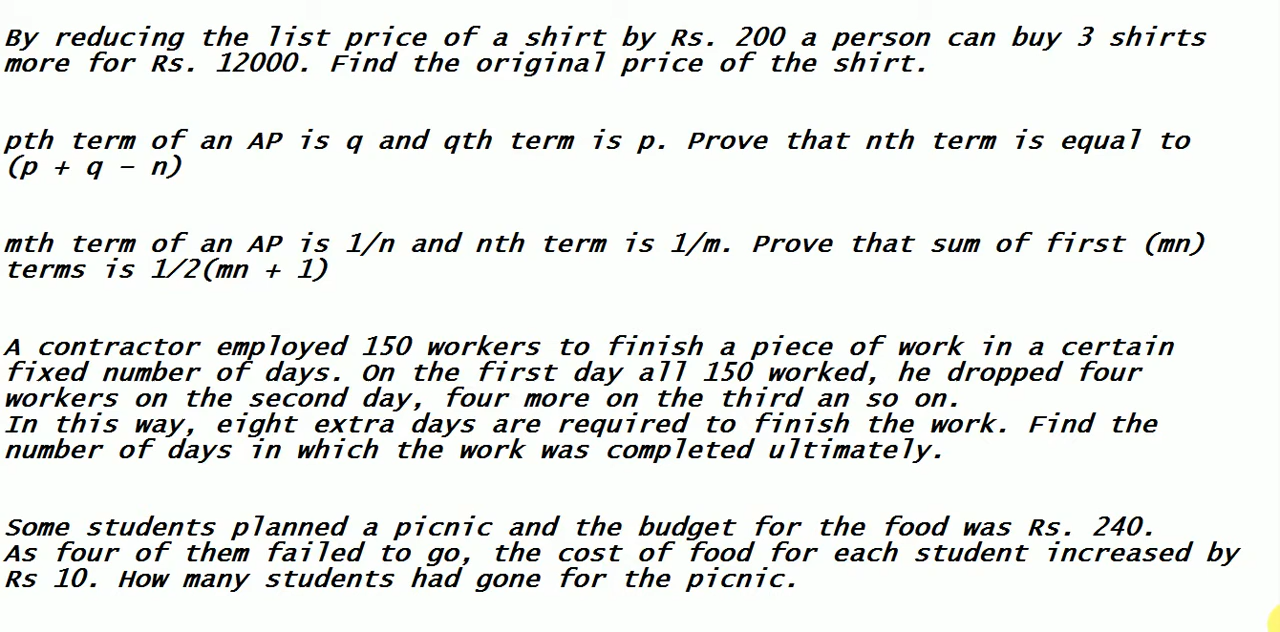 By reducing the list price of a shirt by Rs. 200 a person can buy 3 shirts
more for Rs. 12000. Find the original price of the shirt.
pth term of an AP is q and qth term is p. Prove that nth term is equal to
(p + q - n)
mth term of an AP is 1/n and nth term is 1/m. Prove that sum of first (mn)
terms is 1/2(mn + 1)
A contractor employed 150 workers to finish a piece of work in a certain
fixed number of days. On the first day all 150 worked, he dropped four
workers on the second day, four more on the third an so on.
In this way, eight extra days are required to finish the work. Find the
number of days in which the work was completed ultimately.
Some students planned a picnic and the budget for the food was Rs. 240.
As four of them failed to go, the cost of food for each student increased by
Rs 10. How many students had gone for the picnic.